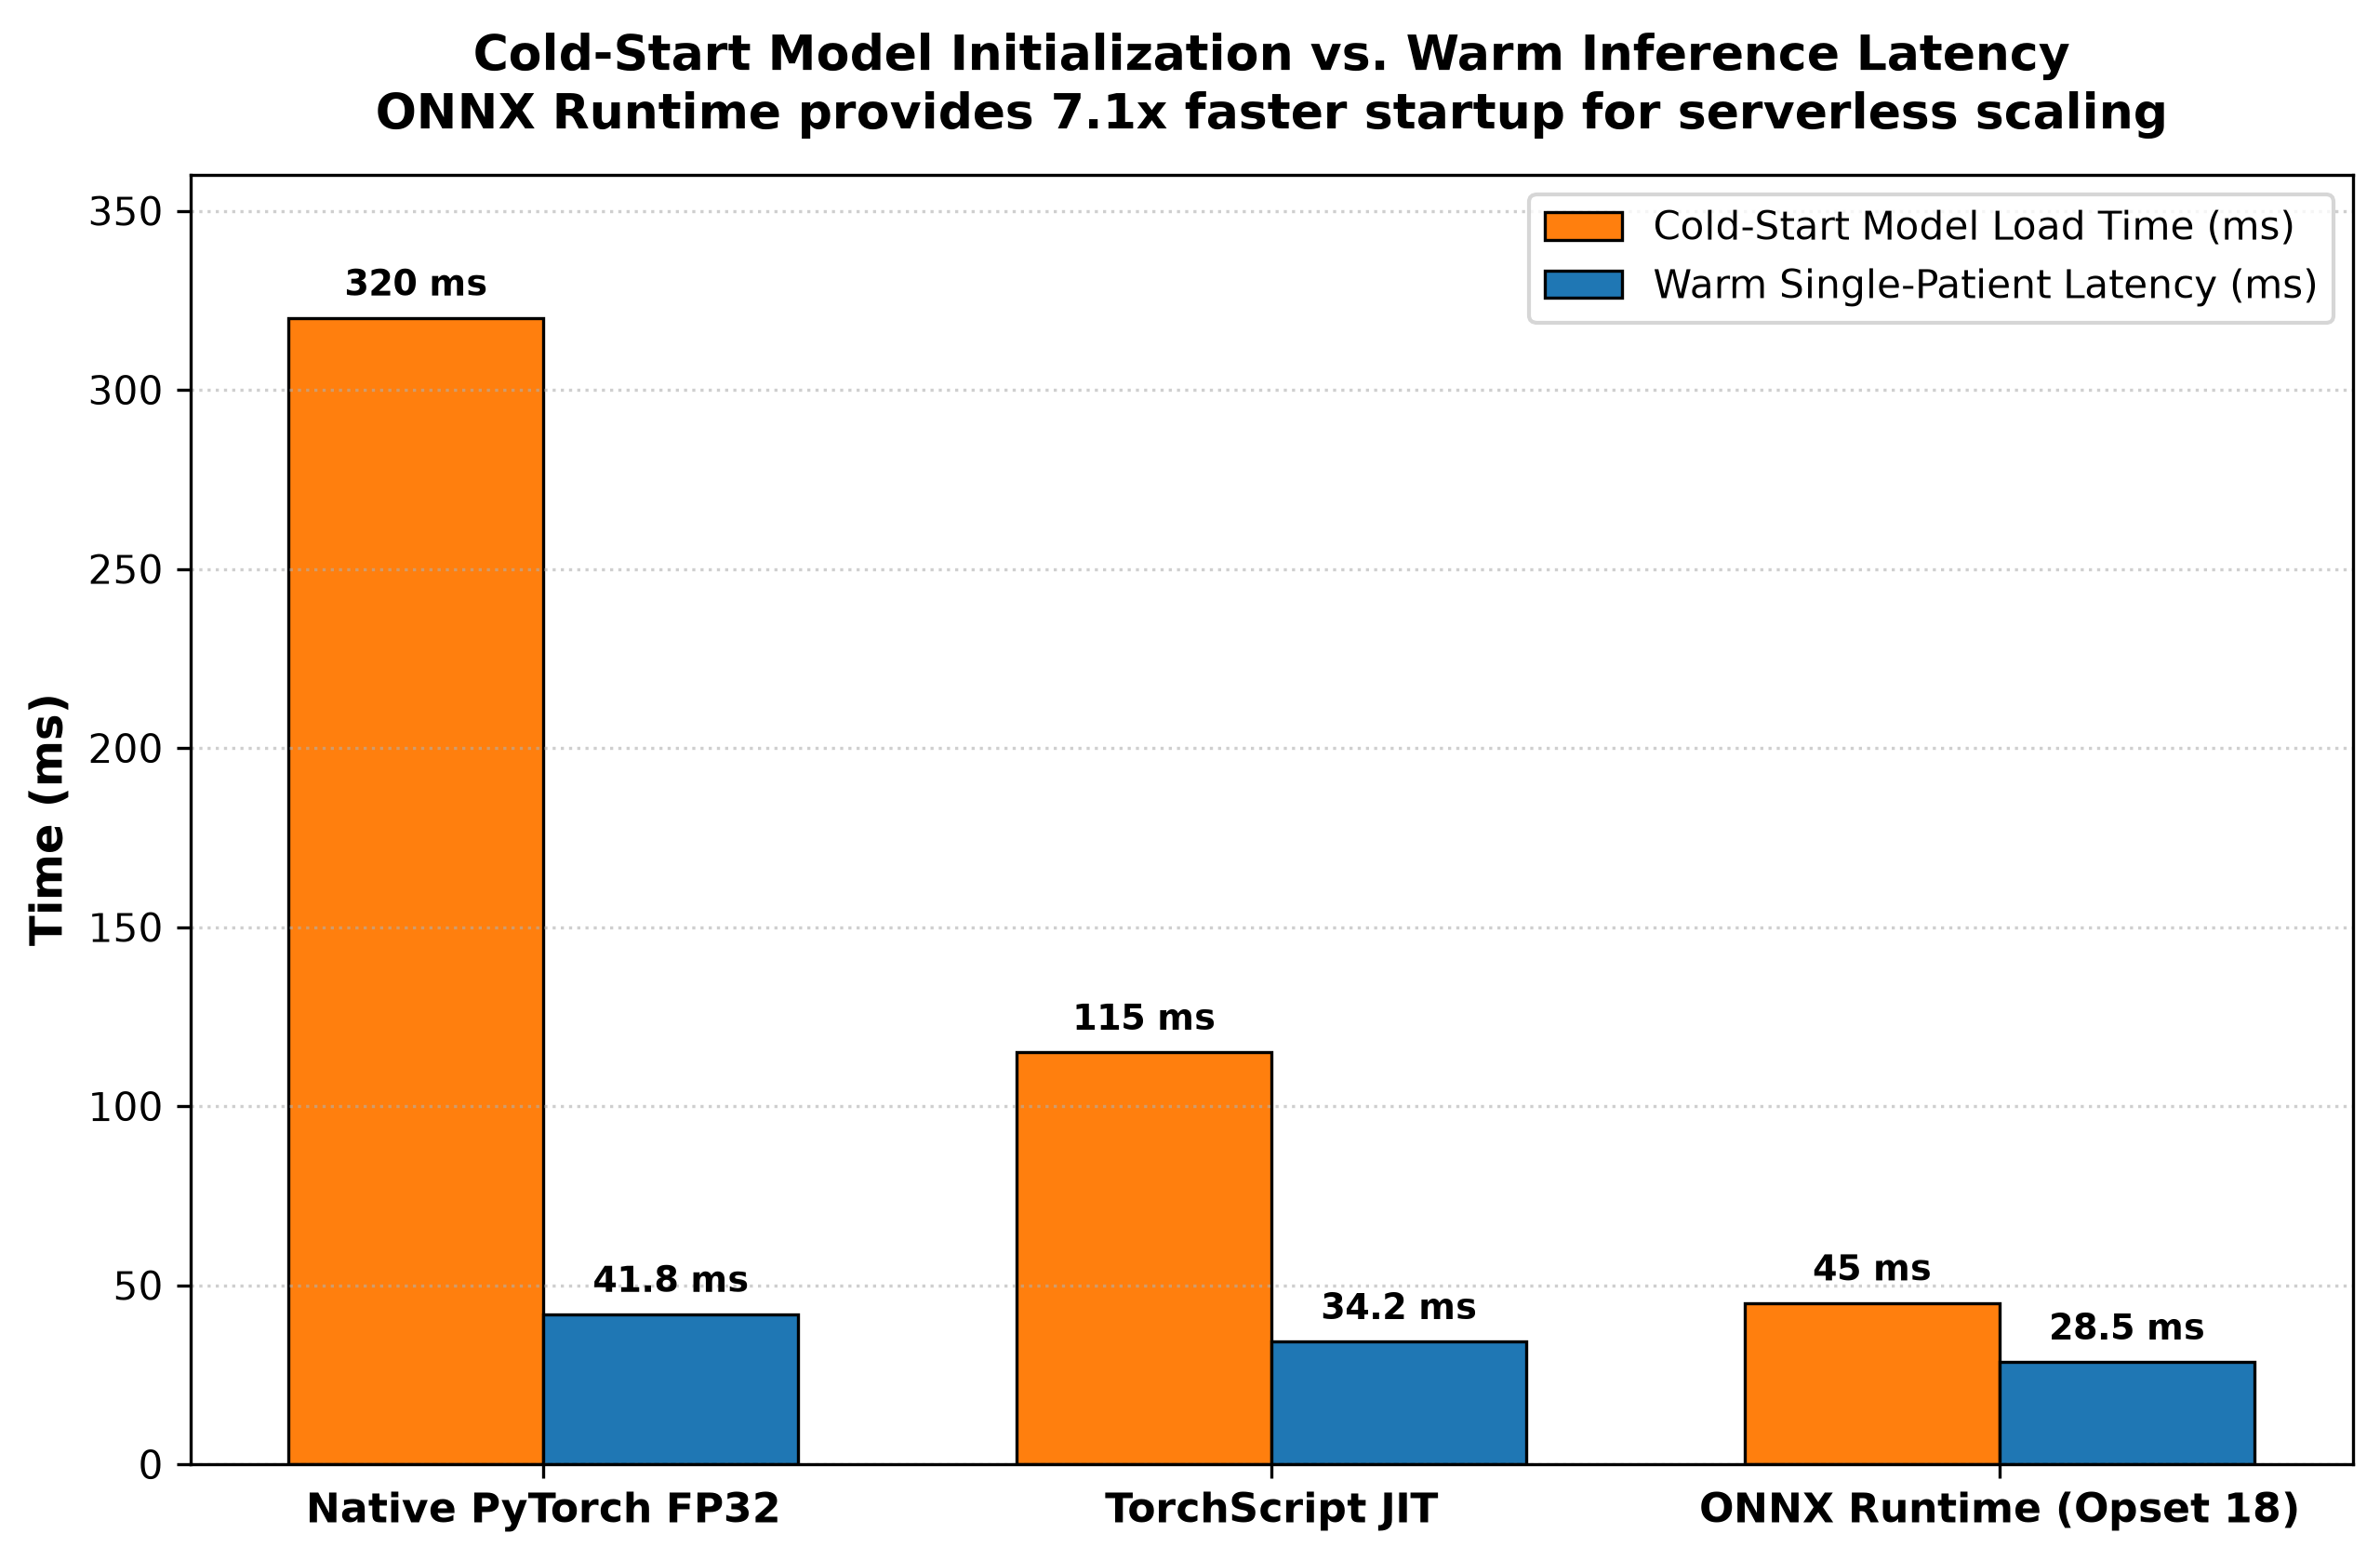 Cold-Start Model Initialization vs. Warm Inference Latency
ONNX Runtime provides 7.1x faster startup for serverless scaling
Cold-Start Model Load Time (ms)
Warm Single-Patient Latency (ms)
Time (ms)
350
300
250
200
150
100
50
0
320 ms
41.8 ms
115 ms
34.2 ms
45 ms
28.5 ms
Native PyTorch FP32
TorchScript JIT
ONNX Runtime (Opset 18)